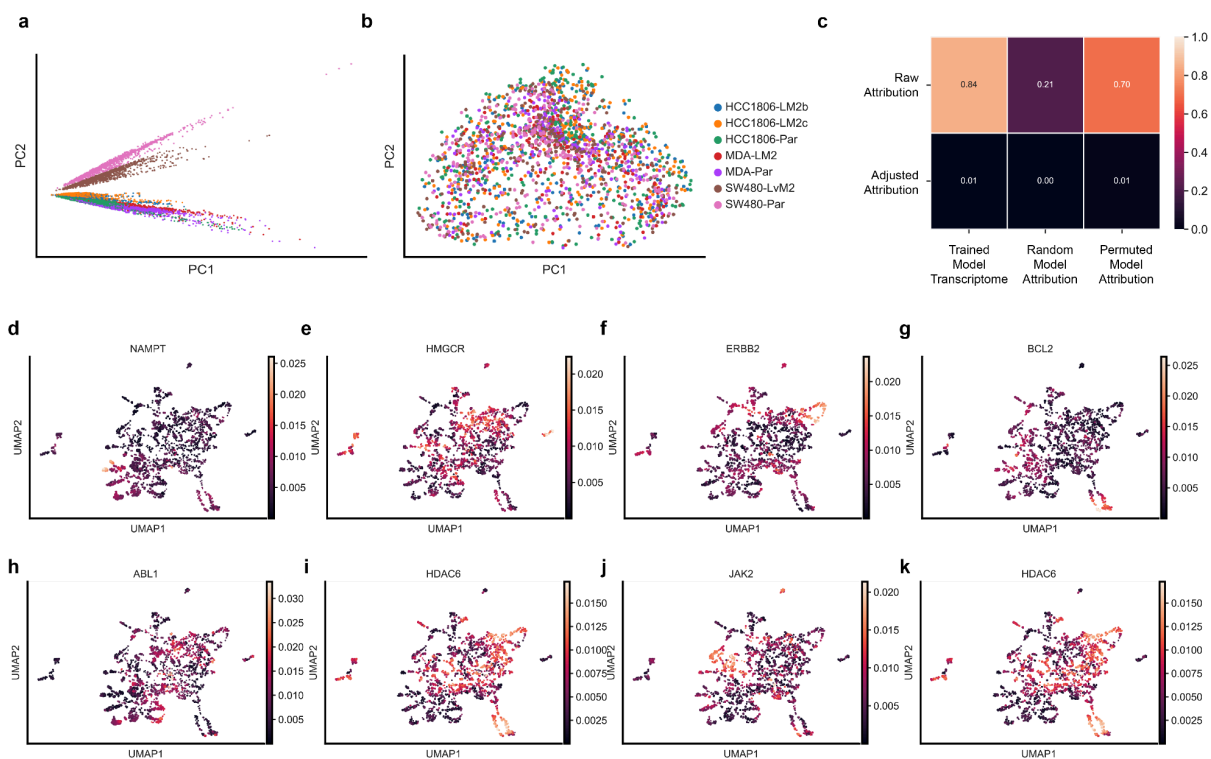 a
b
c
PC2
PC1
PC2
PC1
HCC1806-LM2b
HCC1806-LM2c
HCC1806-Par
MDA-LM2
MDA-Par
SW480-LvM2
SW480-Par
Raw
Attribution
Adjusted
Attribution
0.84
0.21
0.70
0.01
0.00
0.01
Trained
Model
Transcriptome
Random
Model
Attribution
Permuted
Model
Attribution
1.0
0.8
0.6
0.4
0.2
0.0
d
NAMPT
UMAP2
UMAP1
0.025
0.020
0.015
0.010
0.005
e
HMGCR
UMAP2
UMAP1
0.020
0.015
0.010
0.005
f
ERBB2
UMAP2
UMAP1
0.020
0.015
0.010
0.005
g
BCL2
UMAP2
UMAP1
0.025
0.020
0.015
0.010
0.005
h
ABL1
UMAP2
UMAP1
0.030
0.025
0.020
0.015
0.010
0.005
i
HDAC6
UMAP2
UMAP1
0.0150
0.0125
0.0100
0.0075
0.0050
0.0025
j
JAK2
UMAP2
UMAP1
0.020
0.015
0.010
0.005
k
HDAC6
UMAP2
UMAP1
0.0150
0.0125
0.0100
0.0075
0.0050
0.0025